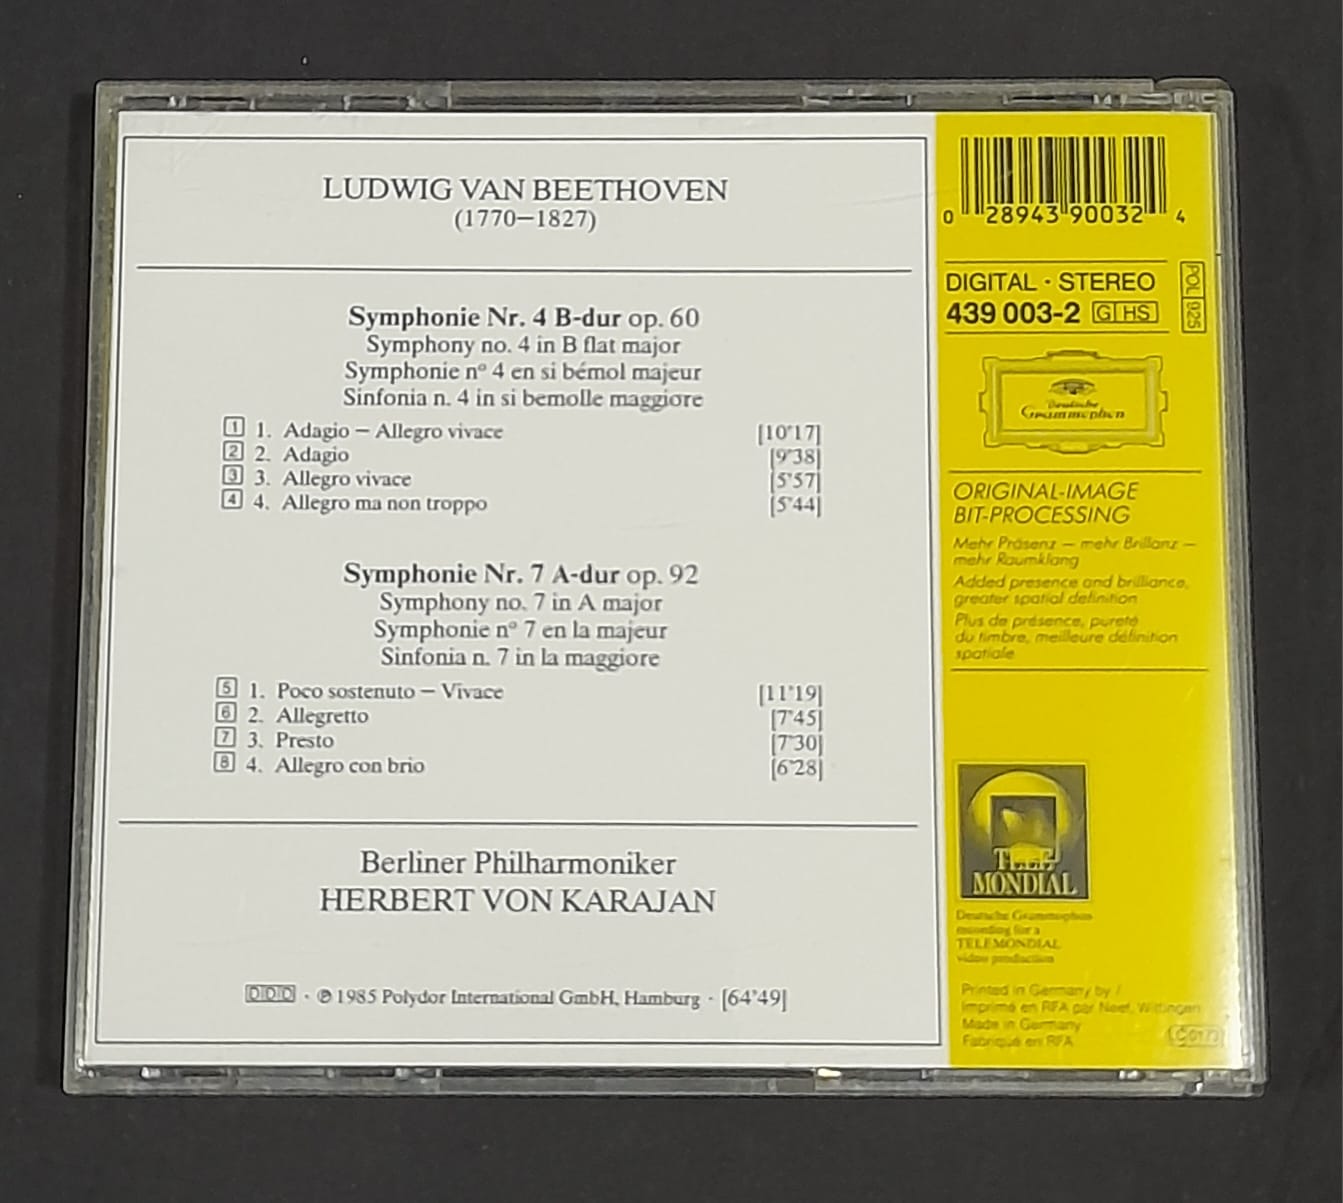 LUDWIG VAN BEETHOVEN
(1770–1827)
Symphonie Nr. 4 B-dur op. 60
Symphony no. 4 in B flat major
Symphonie nº 4 en si bémol majeur
Sinfonia n. 4 in si bemolle maggiore
1 1. Adagio – Allegro vivace [10'17]
2 2. Adagio [9'38]
3 3. Allegro vivace [5'57]
4 4. Allegro ma non troppo [5'44]
Symphonie Nr. 7 A-dur op. 92
Symphony no. 7 in A major
Symphonie nº 7 en la majeur
Sinfonia n. 7 in la maggiore
5 1. Poco sostenuto – Vivace [11'19]
6 2. Allegretto [7'45]
7 3. Presto [7'30]
8 4. Allegro con brio [6'28]
Berliner Philharmoniker
HERBERT VON KARAJAN
DDD · ℗ 1985 Polydor International GmbH, Hamburg · [64'49]
0 28943 90032 4
DIGITAL · STEREO
439 003-2 G HS
POL 925
Deutsche
Grammophon
ORIGINAL-IMAGE
BIT-PROCESSING
Mehr Präsenz – mehr Brillanz –
mehr Raumklang
Added presence and brilliance,
greater spatial definition
Plus de présence, pureté
du timbre, meilleure définition
spatiale
TELE
MONDIAL
Deutsche Grammophon
recording for a
TELEMONDIAL
video production
Printed in Germany by /
Imprimé en RFA par Neef, Wittingen
Made in Germany
Fabriqué en RFA